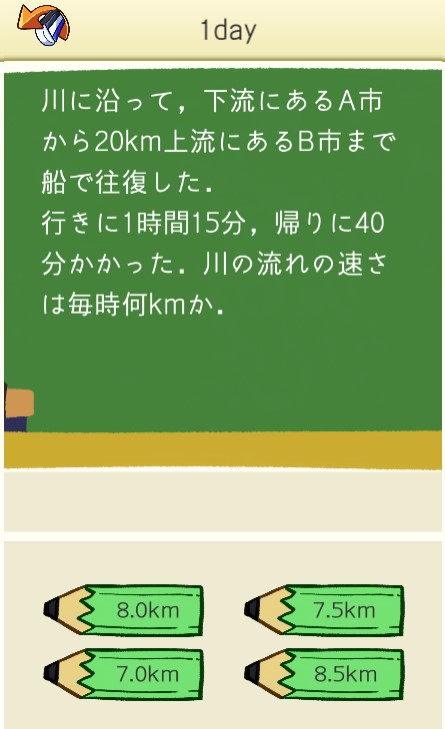 1day
川に沿って，下流にあるA市
から20km上流にあるB市まで
船で往復した．
行きに1時間15分，帰りに40
分かかった．川の流れの速さ
は毎時何kmか．
8.0km
7.5km
7.0km
8.5km